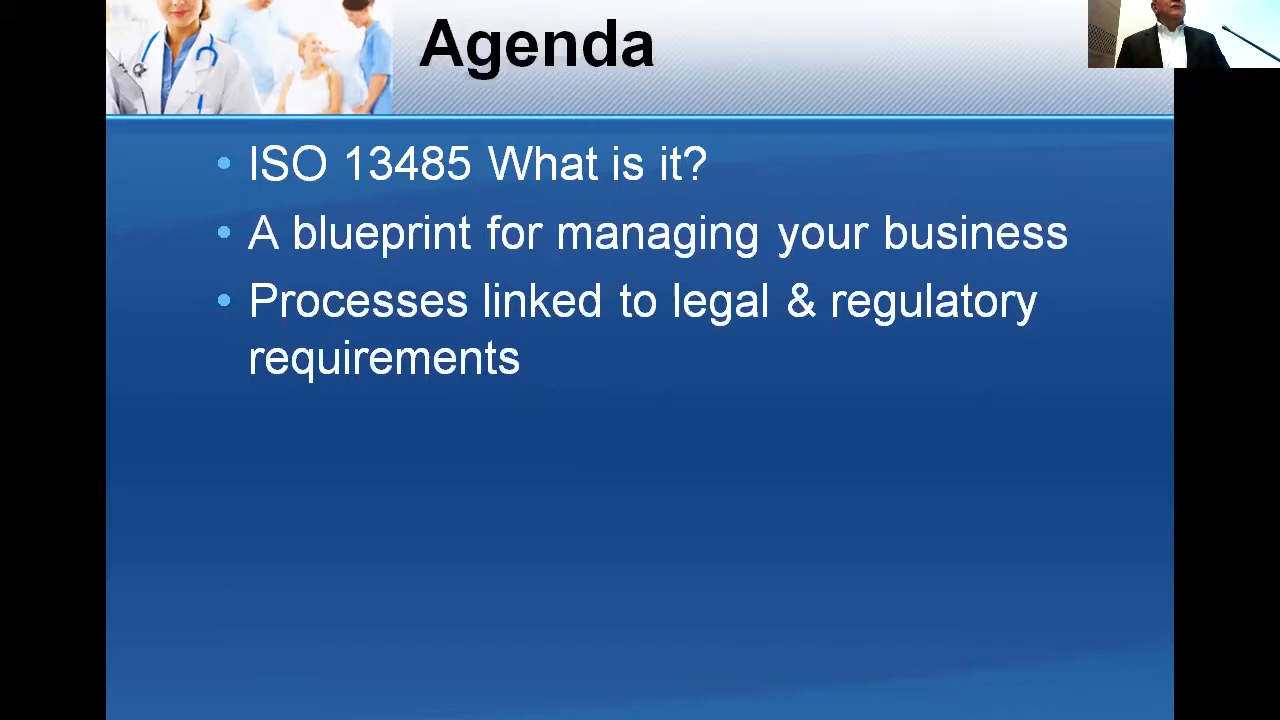 Agenda
• ISO 13485 What is it?
• A blueprint for managing your business
• Processes linked to legal & regulatory
requirements